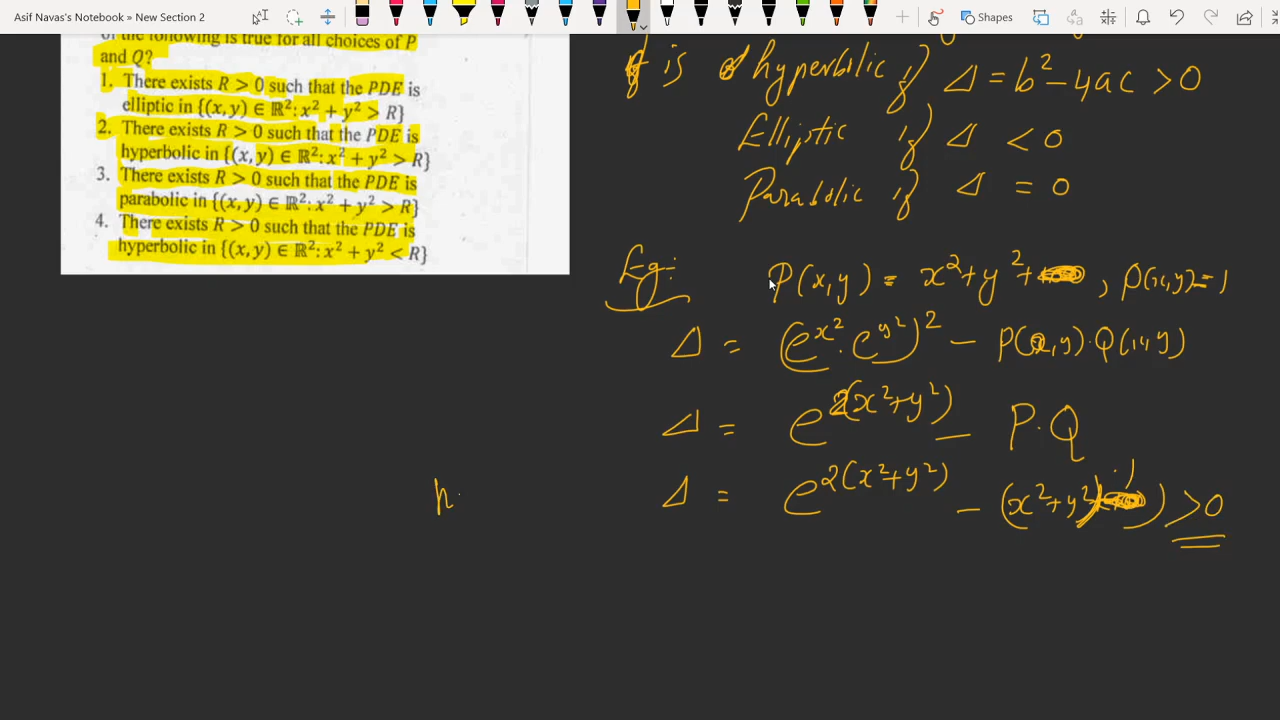 Asif Navas's Notebook » New Section 2
Shapes
of the following is true for all choices of P
and Q?
1. There exists R > 0 such that the PDE is
elliptic in {(x, y) ∈ ℝ²: x² + y² > R}
2. There exists R > 0 such that the PDE is
hyperbolic in {(x, y) ∈ ℝ²: x² + y² > R}
3. There exists R > 0 such that the PDE is
parabolic in {(x, y) ∈ ℝ²: x² + y² > R}
4. There exists R > 0 such that the PDE is
hyperbolic in {(x, y) ∈ ℝ²: x² + y² < R}
is hyperbilic if Δ = b² - 4ac > 0
Elliptic if Δ < 0
Parabolic if Δ = 0
Eg:- P(x,y) = x² + y² + , (x,y) = 1
Δ = (e^x² . e^y²)² - P(x,y) . Q(x,y)
Δ = e^2(x²+y²) - P.Q
Δ = e^2(x²+y²) - (x²+y²) > 0
h